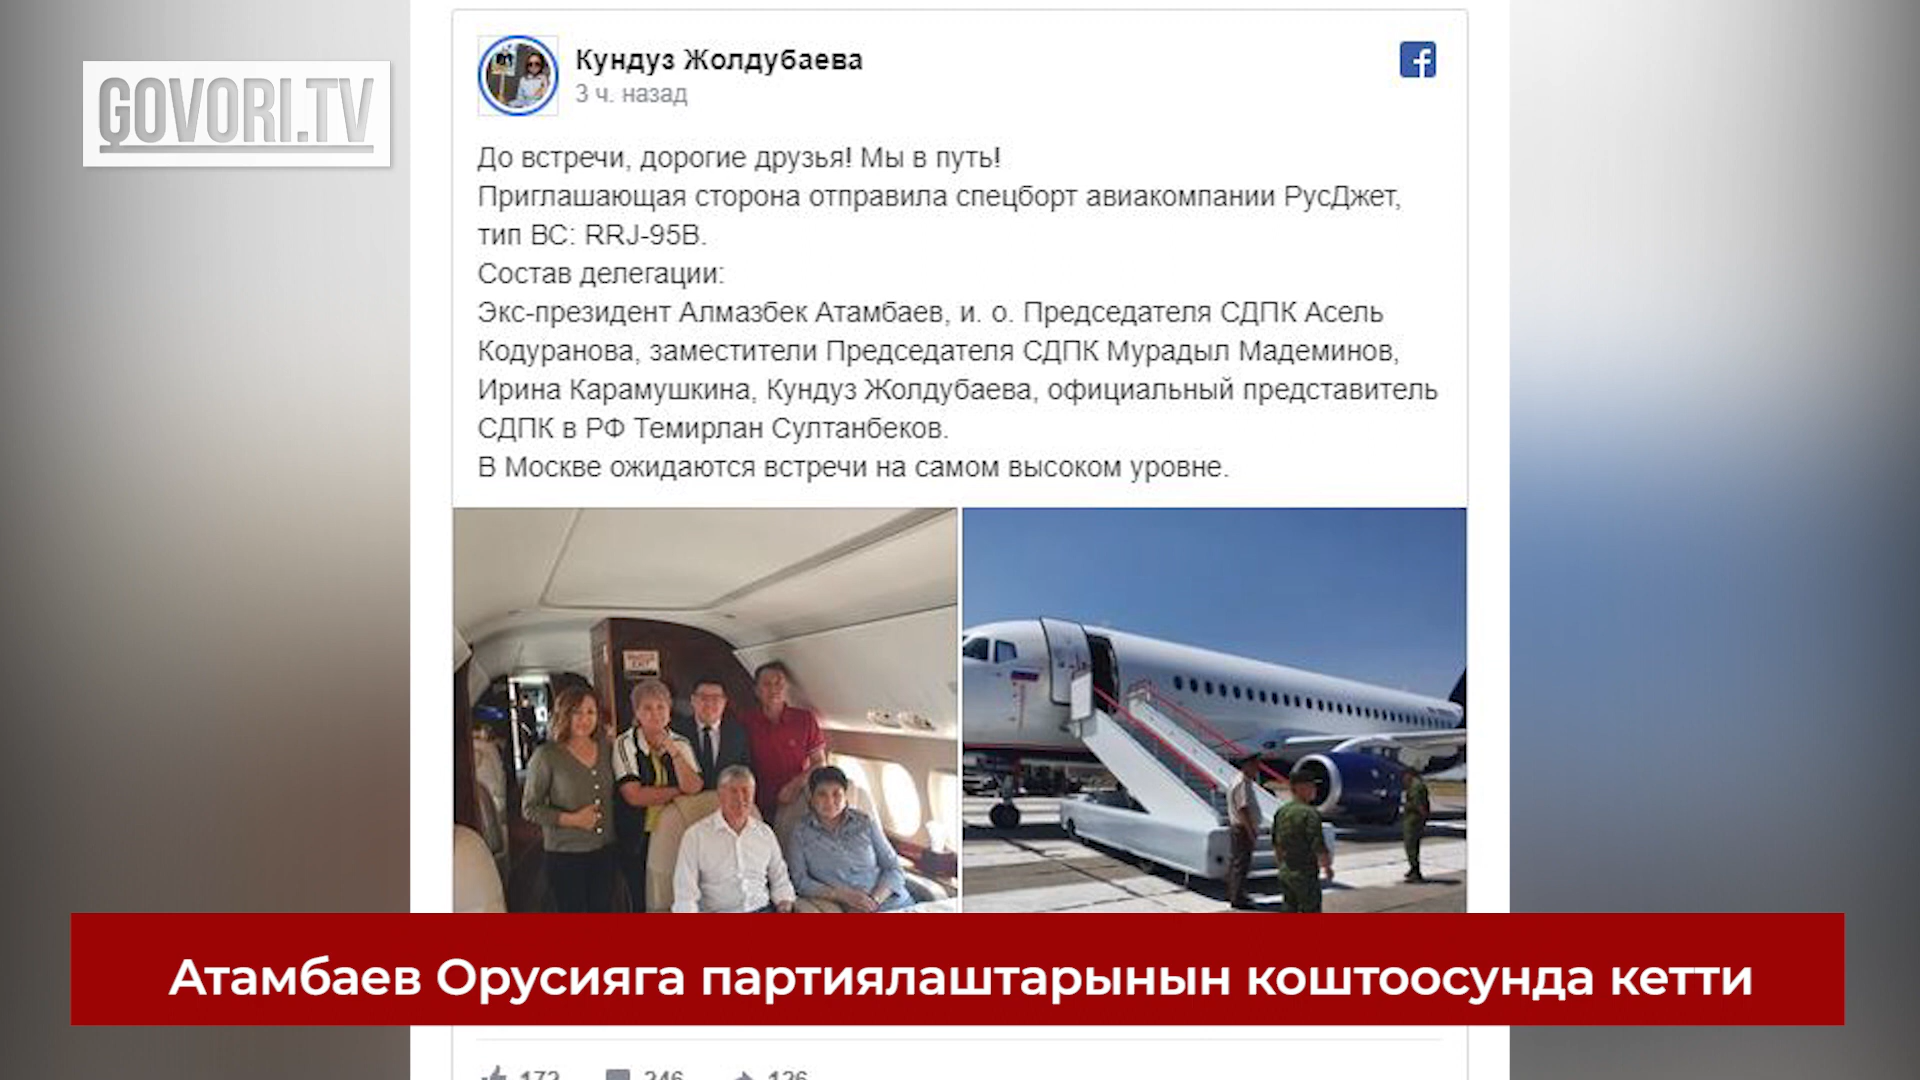 GOVORI.TV
Кундуз Жолдубаева
3 ч. назад
До встречи, дорогие друзья! Мы в путь!
Приглашающая сторона отправила спецборт авиакомпании РусДжет,
тип ВС: RRJ-95B.
Состав делегации:
Экс-президент Алмазбек Атамбаев, и. о. Председателя СДПК Асель
Кодуранова, заместители Председателя СДПК Мурадыл Мадеминов,
Ирина Карамушкина, Кундуз Жолдубаева, официальный представитель
СДПК в РФ Темирлан Султанбеков.
В Москве ожидаются встречи на самом высоком уровне.
Атамбаев Орусияга партиялаштарынын коштоосунда кетти
172 246 126